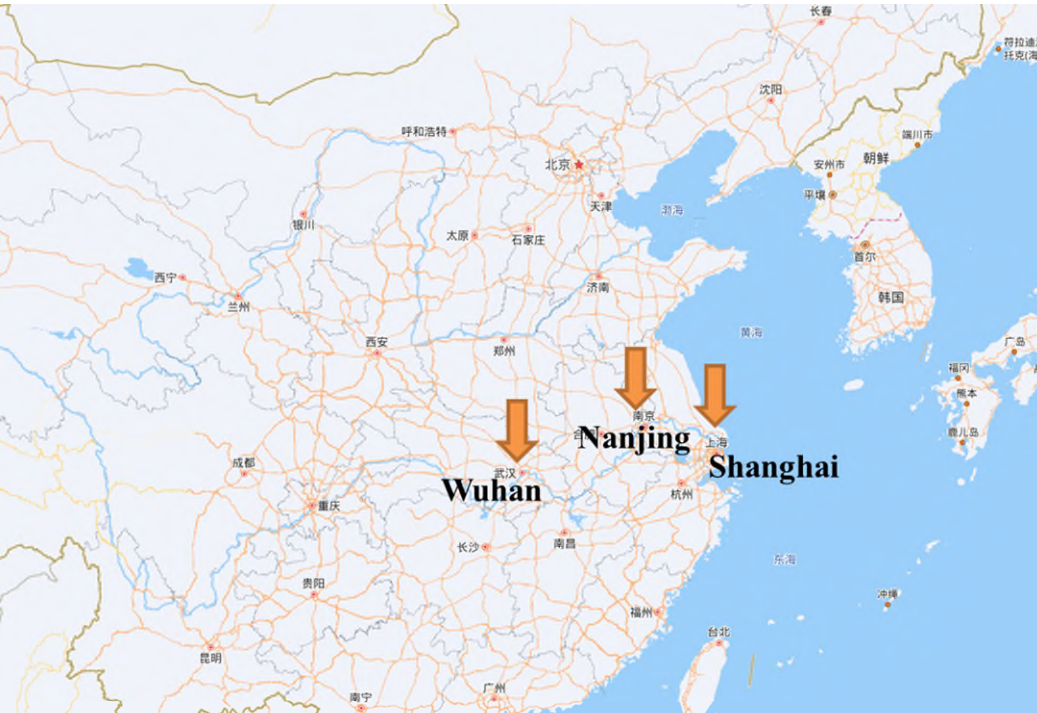 长春
符拉迪
托克(海
沈阳
呼和浩特
北京
端川市
安州市
朝鲜
天津
平壤
渤海
银川
太原
石家庄
首尔
西宁
济南
兰州
韩国
黄海
西安
郑州
广岛
福冈
熊本
南京
Nanjing
鹿儿岛
上海
成都
武汉
Shanghai
Wuhan
杭州
重庆
长沙
南昌
东海
贵阳
冲绳
福州
台北
昆明
广州
南宁